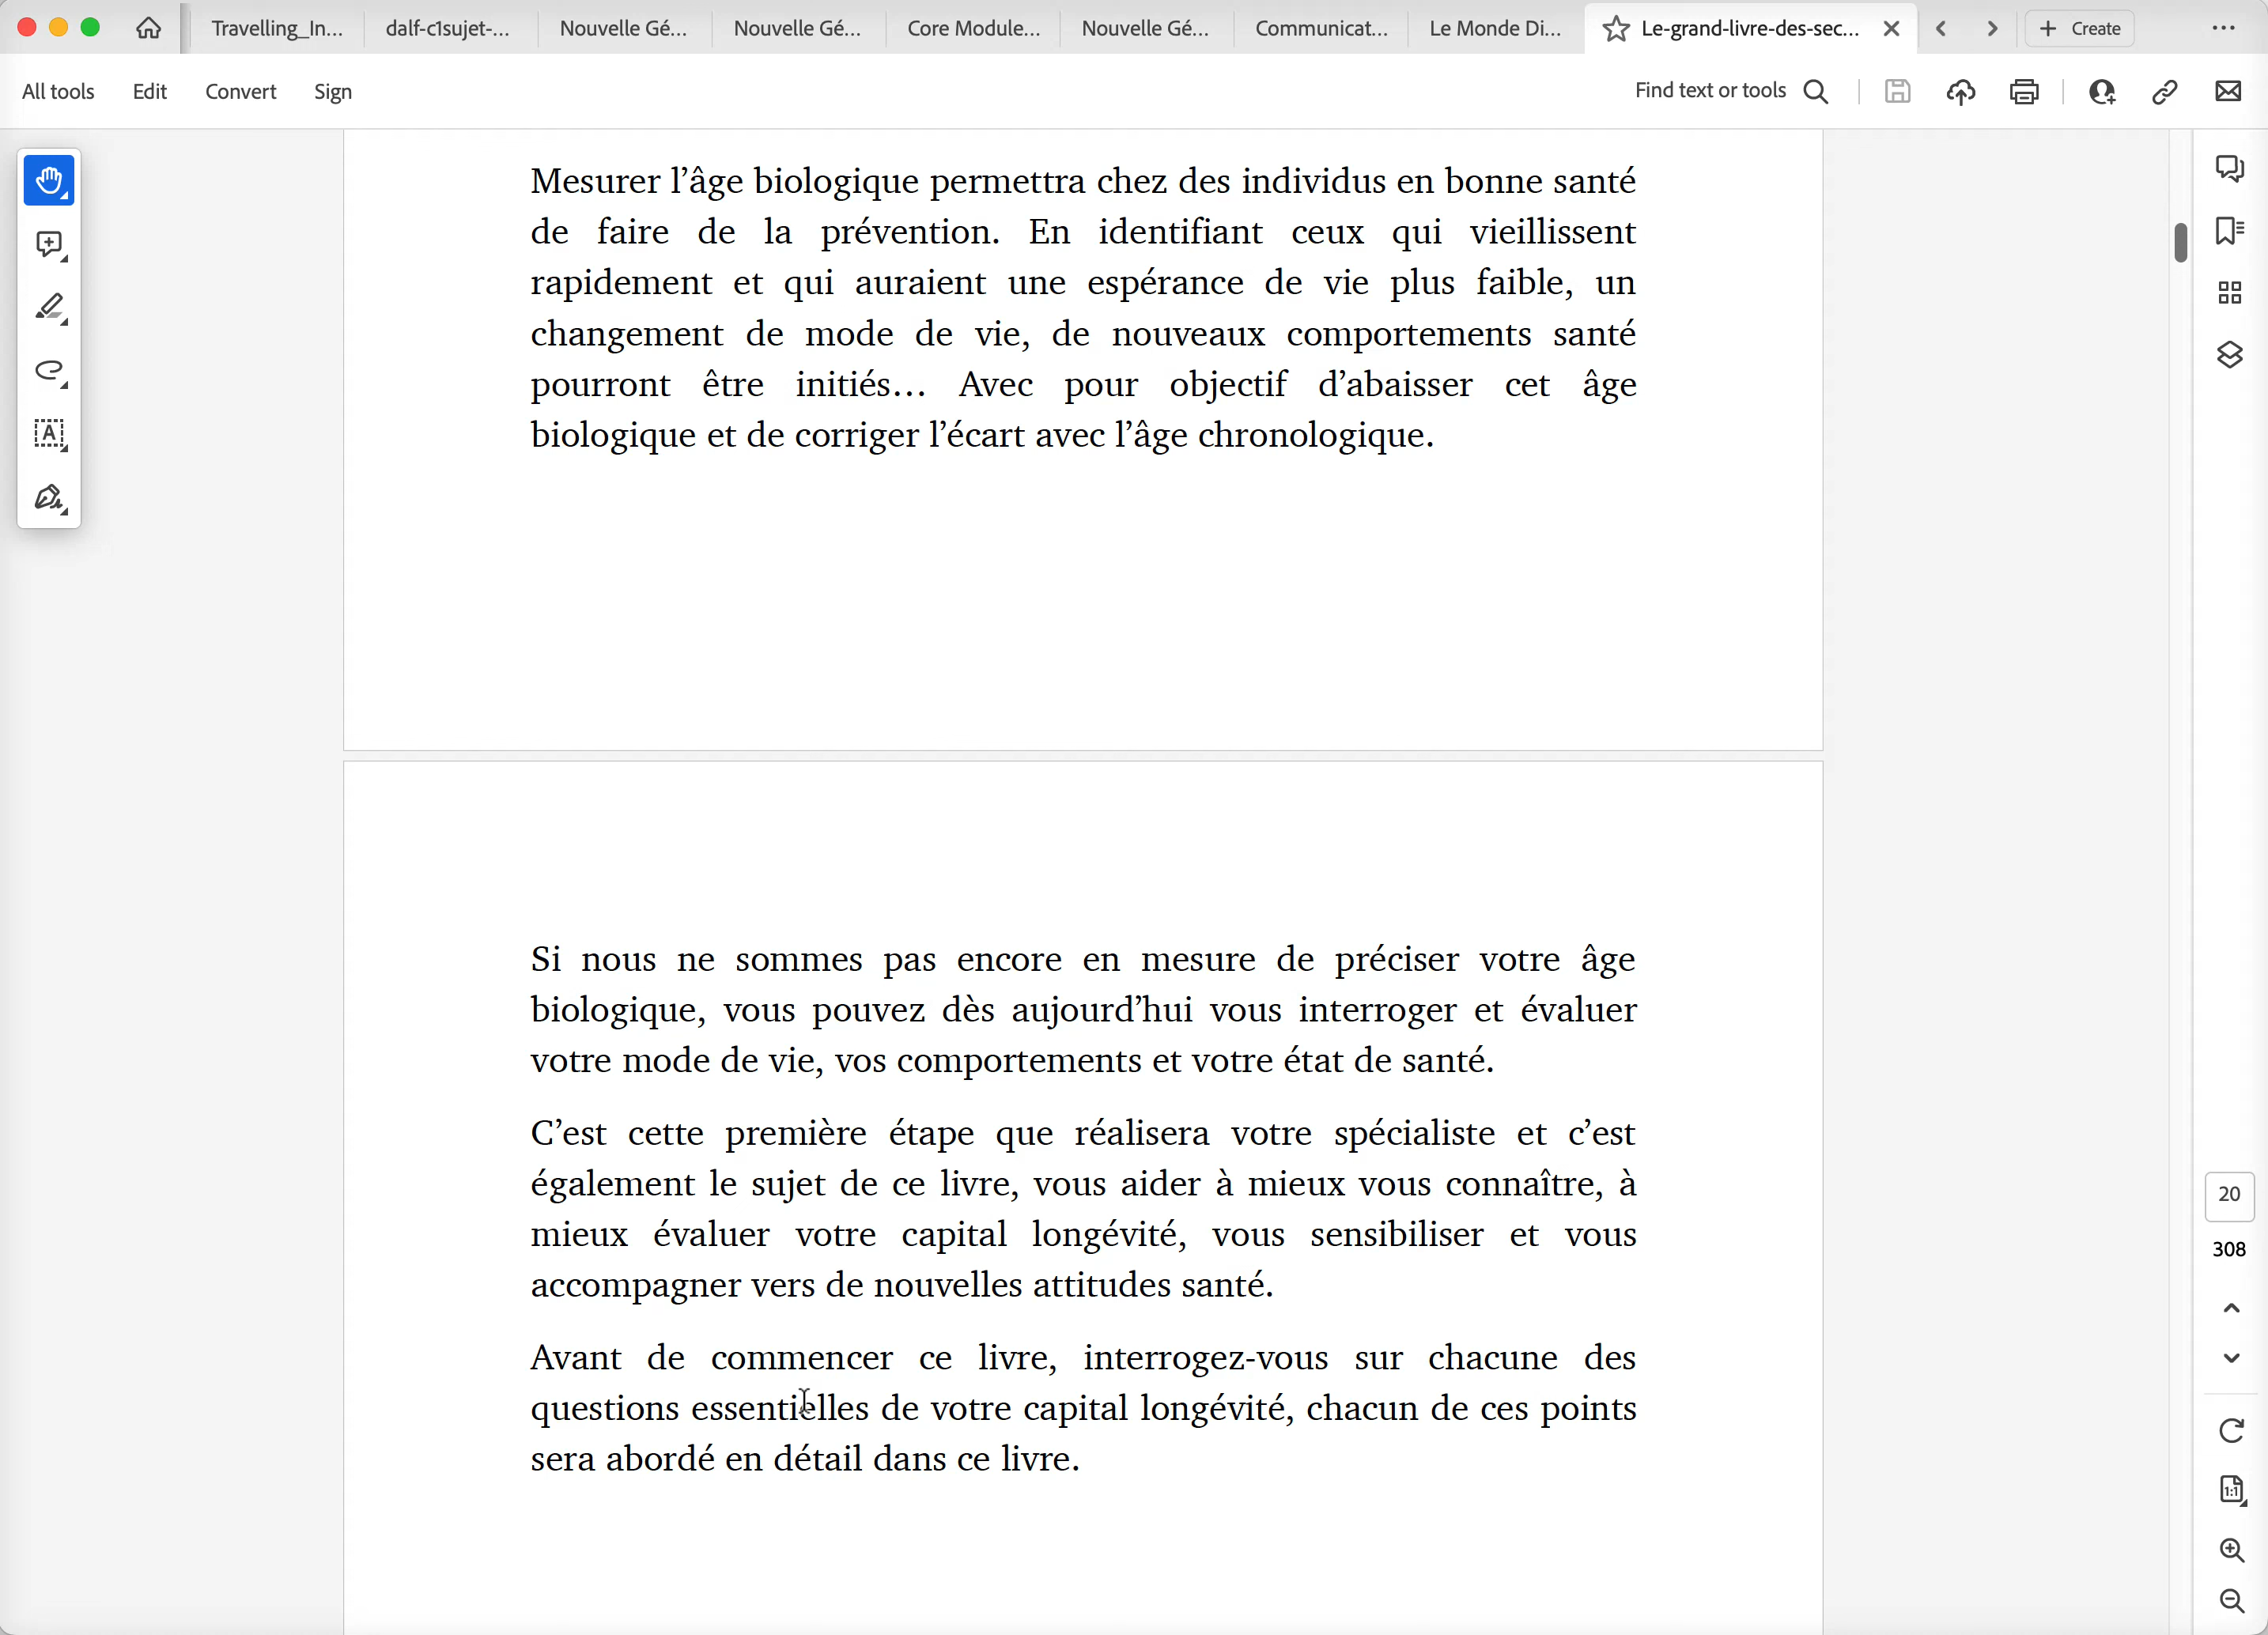 Travelling_In...
dalf-c1sujet-...
Nouvelle Gé...
Nouvelle Gé...
Core Module...
Nouvelle Gé...
Communicat...
Le Monde Di...
Le-grand-livre-des-sec...
Create
All tools
Edit
Convert
Sign
Find text or tools
Mesurer l’âge biologique permettra chez des individus en bonne santé
de faire de la prévention. En identifiant ceux qui vieillissent
rapidement et qui auraient une espérance de vie plus faible, un
changement de mode de vie, de nouveaux comportements santé
pourront être initiés… Avec pour objectif d’abaisser cet âge
biologique et de corriger l’écart avec l’âge chronologique.
Si nous ne sommes pas encore en mesure de préciser votre âge
biologique, vous pouvez dès aujourd’hui vous interroger et évaluer
votre mode de vie, vos comportements et votre état de santé.
C’est cette première étape que réalisera votre spécialiste et c’est
également le sujet de ce livre, vous aider à mieux vous connaître, à
mieux évaluer votre capital longévité, vous sensibiliser et vous
accompagner vers de nouvelles attitudes santé.
Avant de commencer ce livre, interrogez-vous sur chacune des
questions essentielles de votre capital longévité, chacun de ces points
sera abordé en détail dans ce livre.
20
308
1:1